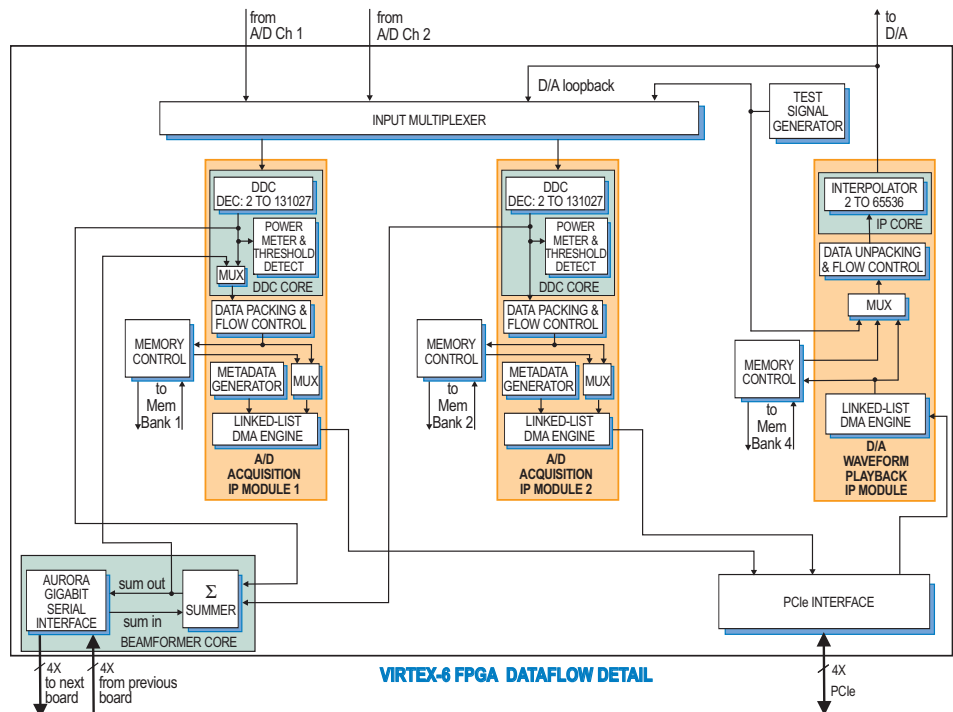 from
A/D Ch 1
from
A/D Ch 2
to
D/A
D/A loopback
INPUT MULTIPLEXER
TEST
SIGNAL
GENERATOR
DDC
DEC: 2 TO 131027
POWER
METER &
THRESHOLD
DETECT
MUX
DDC CORE
DATA PACKING &
FLOW CONTROL
MEMORY
CONTROL
METADATA
GENERATOR
MUX
to
Mem
Bank 1
LINKED-LIST
DMA ENGINE
A/D
ACQUISITION
IP MODULE 1
DDC
DEC: 2 TO 131027
POWER
METER &
THRESHOLD
DETECT
DDC CORE
DATA PACKING &
FLOW CONTROL
MEMORY
CONTROL
METADATA
GENERATOR
MUX
to
Mem
Bank 2
LINKED-LIST
DMA ENGINE
A/D
ACQUISITION
IP MODULE 2
INTERPOLATOR
2 TO 65536
IP CORE
DATA UNPACKING
& FLOW CONTROL
MUX
MEMORY
CONTROL
to
Mem
Bank 4
LINKED-LIST
DMA ENGINE
D/A
WAVEFORM
PLAYBACK
IP MODULE
AURORA
GIGABIT
SERIAL
INTERFACE
sum out
sum in
Σ
SUMMER
BEAMFORMER CORE
PCIe INTERFACE
4X
to next
board
4X
from previous
board
VIRTEX-6 FPGA DATAFLOW DETAIL
4X
PCIe